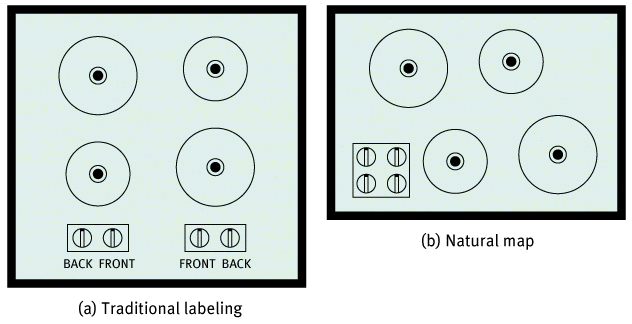 BACK FRONT
FRONT BACK
(a) Traditional labeling
(b) Natural map